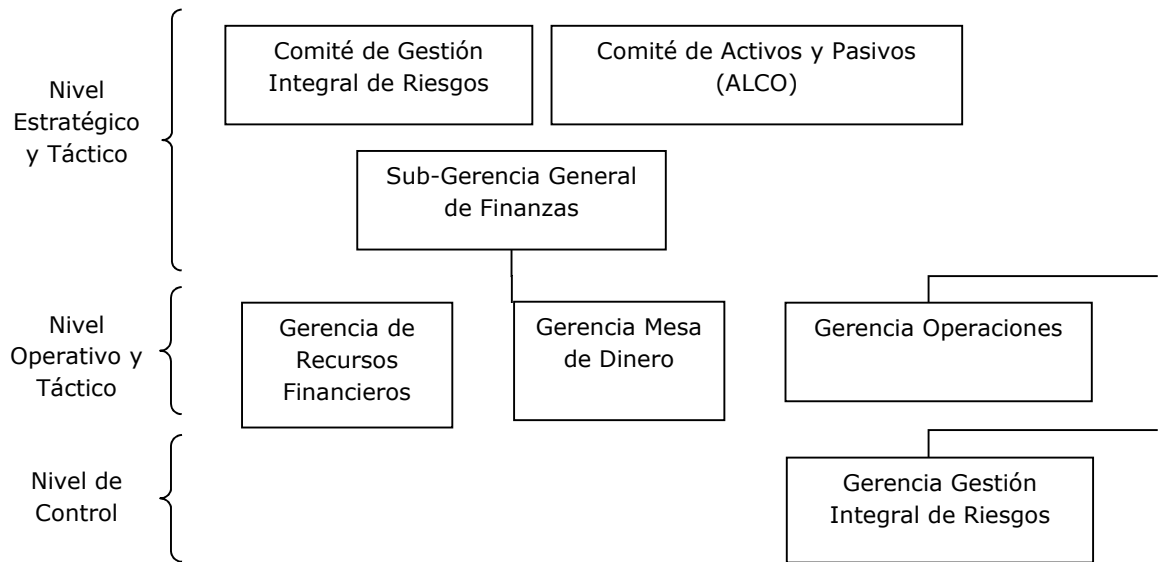 Nivel
Estratégico
y Táctico
Comité de Gestión
Integral de Riesgos
Comité de Activos y Pasivos
(ALCO)
Sub-Gerencia General
de Finanzas
Nivel
Operativo y
Táctico
Gerencia de
Recursos
Financieros
Gerencia Mesa
de Dinero
Gerencia Operaciones
Nivel de
Control
Gerencia Gestión
Integral de Riesgos